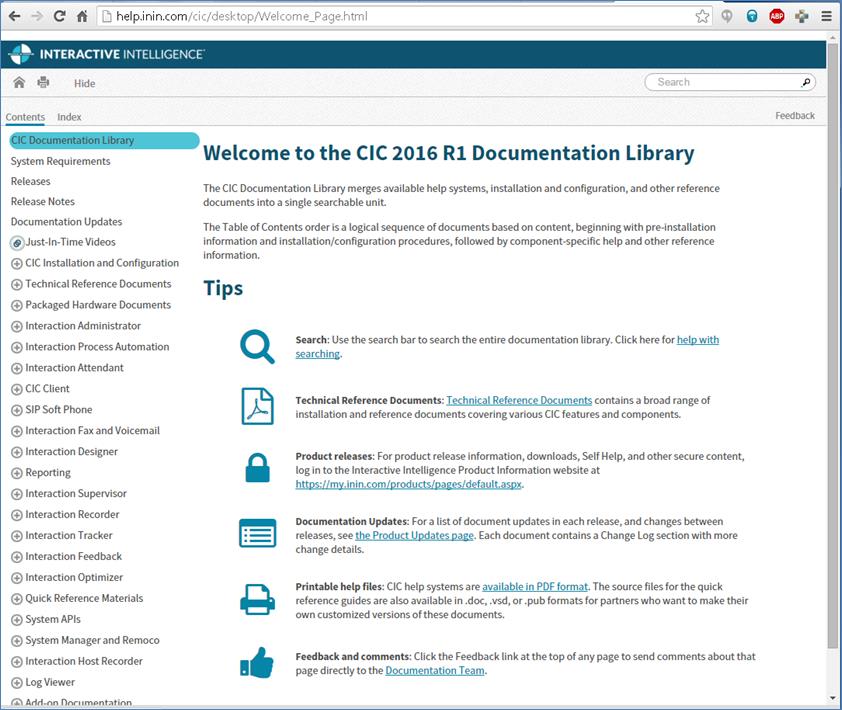 help.inin.com/cic/desktop/Welcome_Page.html
ABP
INTERACTIVE INTELLIGENCE
Hide
Search
Contents Index
Feedback
CIC Documentation Library
System Requirements
Releases
Release Notes
Documentation Updates
Just-In-Time Videos
CIC Installation and Configuration
Technical Reference Documents
Packaged Hardware Documents
Interaction Administrator
Interaction Process Automation
Interaction Attendant
CIC Client
SIP Soft Phone
Interaction Fax and Voicemail
Interaction Designer
Reporting
Interaction Supervisor
Interaction Recorder
Interaction Tracker
Interaction Feedback
Interaction Optimizer
Quick Reference Materials
System APIs
System Manager and Remoco
Interaction Host Recorder
Log Viewer
Add-on Documentation
Welcome to the CIC 2016 R1 Documentation Library
The CIC Documentation Library merges available help systems, installation and configuration, and other reference
documents into a single searchable unit.
The Table of Contents order is a logical sequence of documents based on content, beginning with pre-installation
information and installation/configuration procedures, followed by component-specific help and other reference
information.
Tips
Search: Use the search bar to search the entire documentation library. Click here for help with
searching.
Technical Reference Documents: Technical Reference Documents contains a broad range of
installation and reference documents covering various CIC features and components.
Product releases: For product release information, downloads, Self Help, and other secure content,
log in to the Interactive Intelligence Product Information website at
https://my.inin.com/products/pages/default.aspx.
Documentation Updates: For a list of document updates in each release, and changes between
releases, see the Product Updates page. Each document contains a Change Log section with more
change details.
Printable help files: CIC help systems are available in PDF format. The source files for the quick
reference guides are also available in .doc, .vsd, or .pub formats for partners who want to make their
own customized versions of these documents.
Feedback and comments: Click the Feedback link at the top of any page to send comments about that
page directly to the Documentation Team.